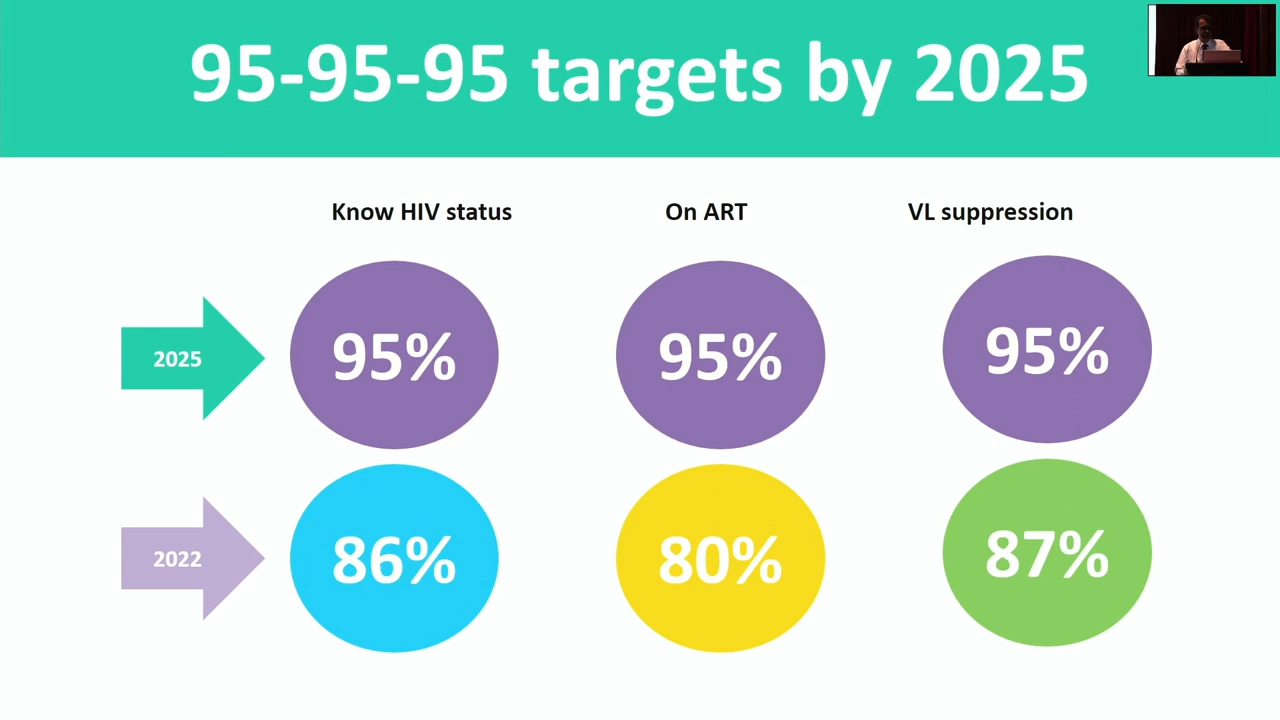 95-95-95 targets by 2025
Know HIV status On ART VL suppression
2025 95% 95% 95%
2022 86% 80% 87%